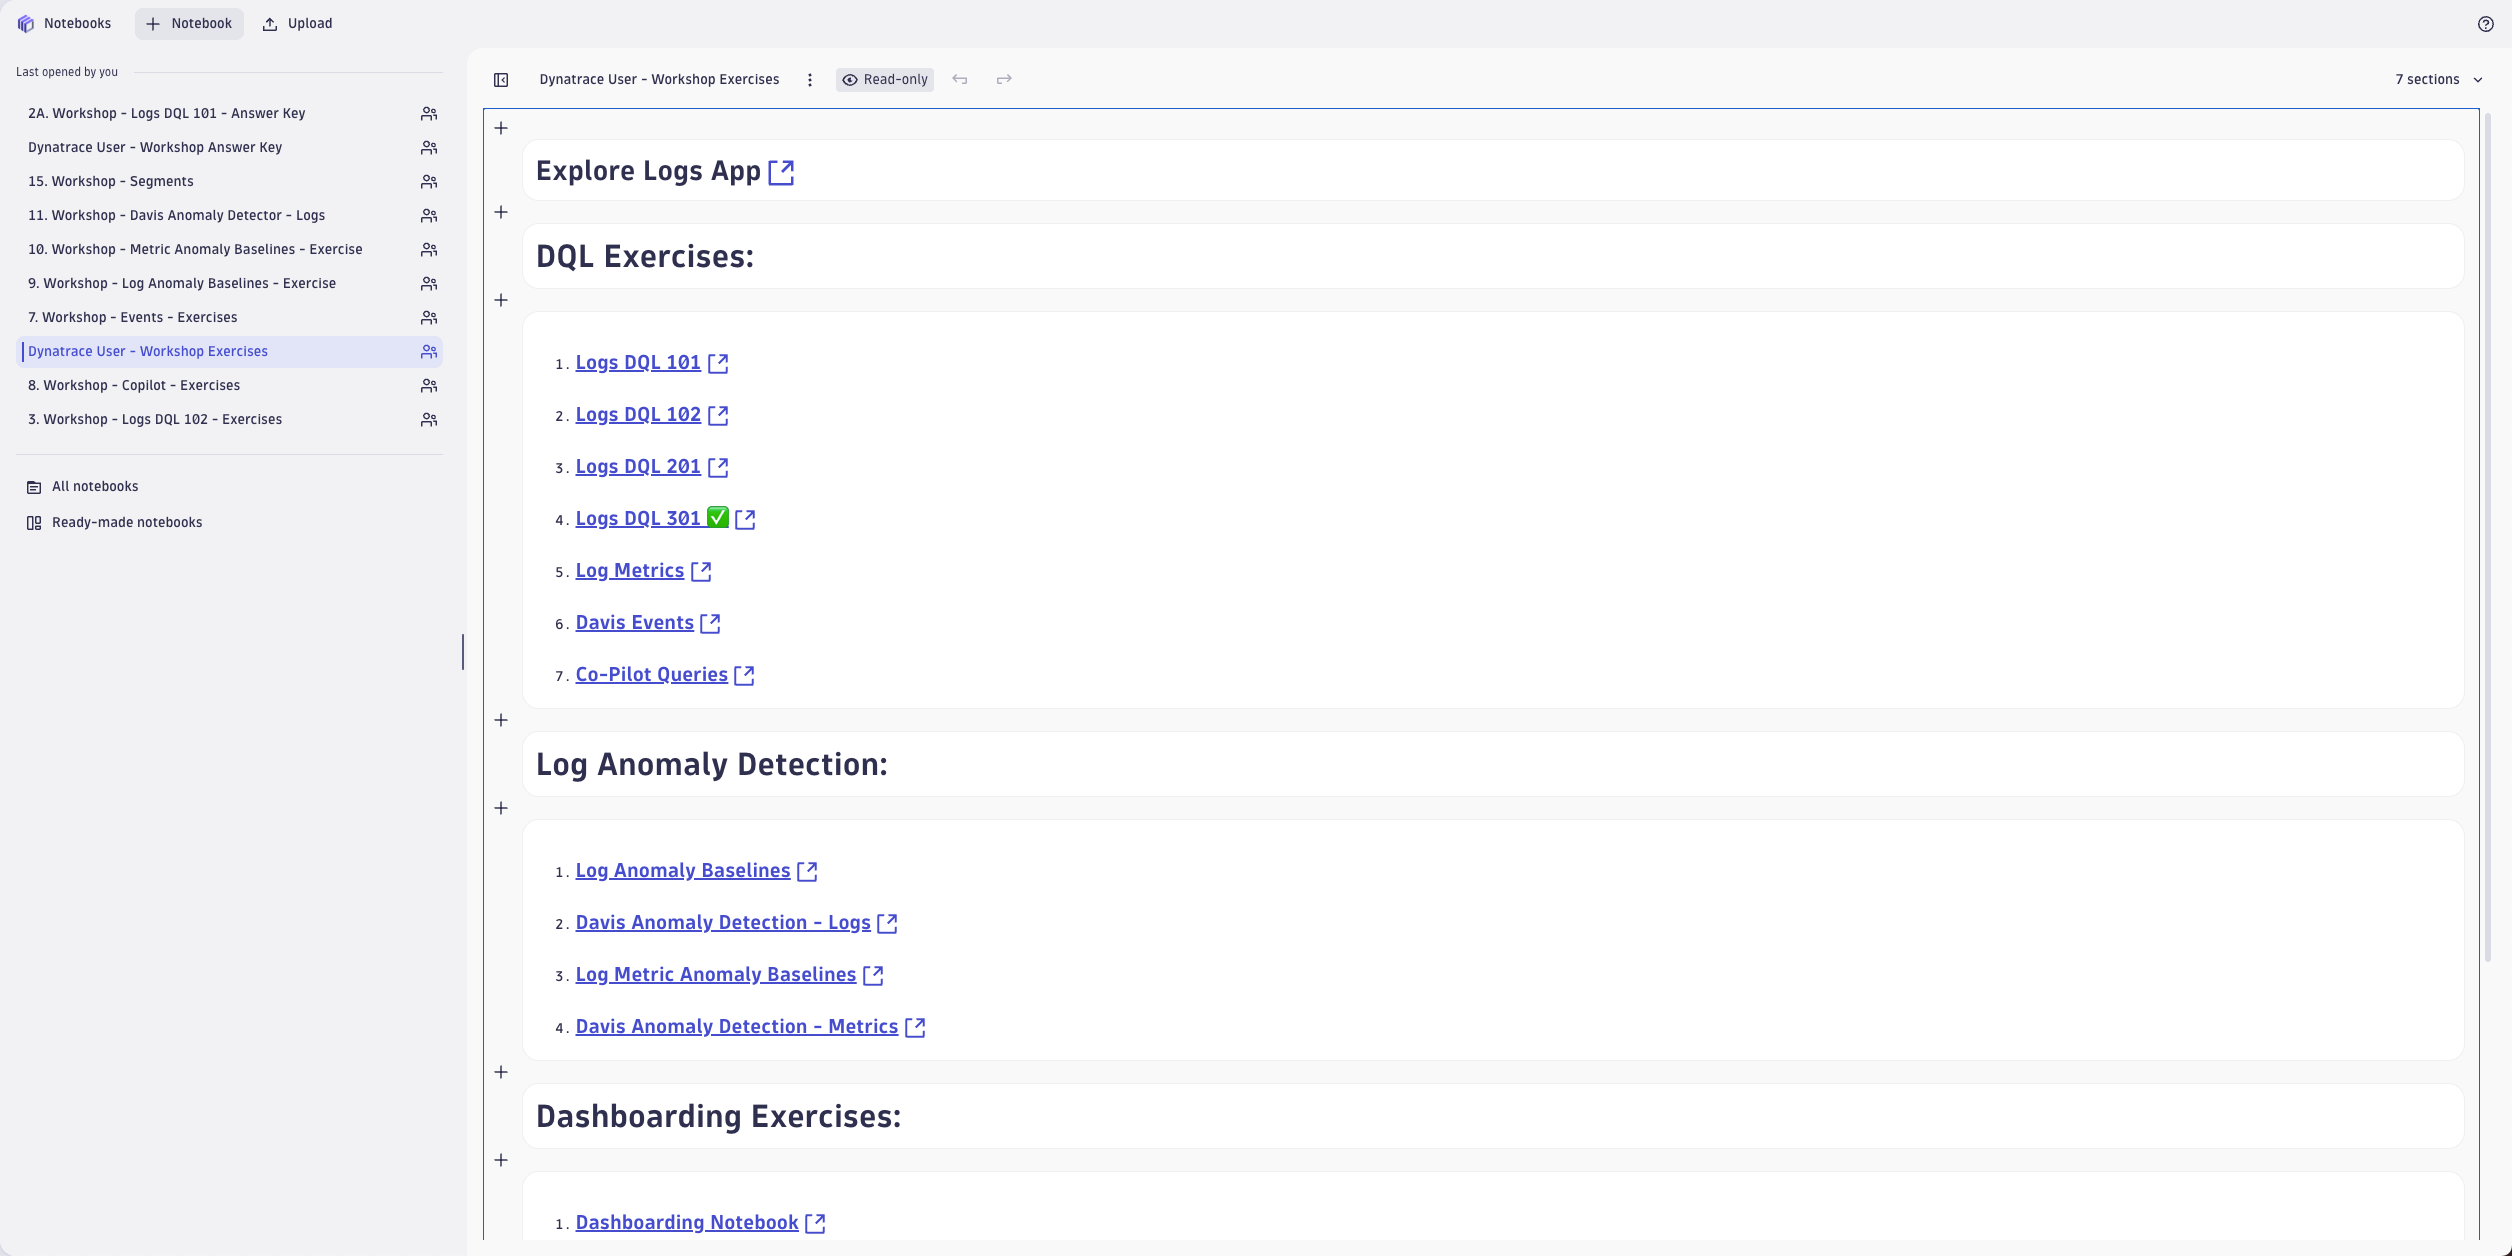 Notebooks
Notebook
Upload
Last opened by you
2A. Workshop - Logs DQL 101 - Answer Key
Dynatrace User - Workshop Answer Key
15. Workshop - Segments
11. Workshop - Davis Anomaly Detector - Logs
10. Workshop - Metric Anomaly Baselines - Exercise
9. Workshop - Log Anomaly Baselines - Exercise
7. Workshop - Events - Exercises
Dynatrace User - Workshop Exercises
8. Workshop - Copilot - Exercises
3. Workshop - Logs DQL 102 - Exercises
All notebooks
Ready-made notebooks
Dynatrace User - Workshop Exercises
Read-only
7 sections
Explore Logs App
DQL Exercises:
1. Logs DQL 101
2. Logs DQL 102
3. Logs DQL 201
4. Logs DQL 301 ✅
5. Log Metrics
6. Davis Events
7. Co-Pilot Queries
Log Anomaly Detection:
1. Log Anomaly Baselines
2. Davis Anomaly Detection - Logs
3. Log Metric Anomaly Baselines
4. Davis Anomaly Detection - Metrics
Dashboarding Exercises:
1. Dashboarding Notebook